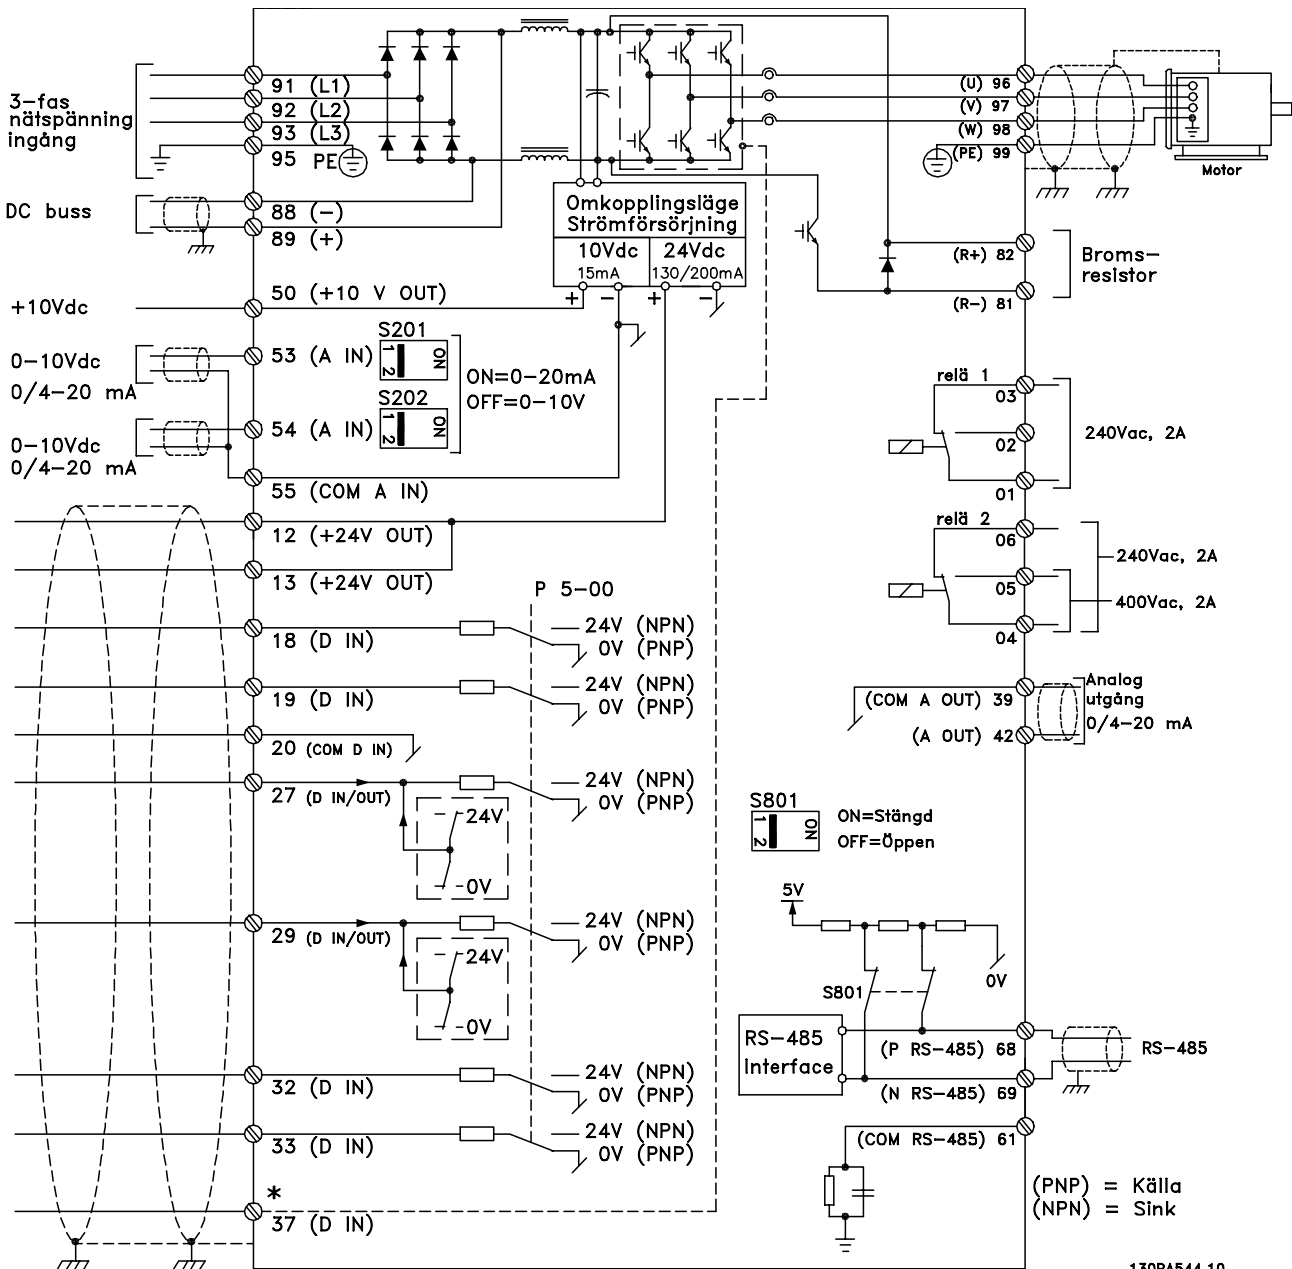 3-fas
nätspänning
ingång
91 (L1)
92 (L2)
93 (L3)
95 PE
DC buss
88 (-)
89 (+)
+10Vdc
50 (+10 V OUT)
0-10Vdc
0/4-20 mA
53 (A IN)
S201
1 2
ON
0-10Vdc
0/4-20 mA
54 (A IN)
S202
1 2
ON
ON=0-20mA
OFF=0-10V
55 (COM A IN)
12 (+24V OUT)
13 (+24V OUT)
Omkopplingsläge
Strömförsörjning
10Vdc
15mA
24Vdc
130/200mA
+ - + -
(U) 96
(V) 97
(W) 98
(PE) 99
Motor
(R+) 82
(R-) 81
Broms-
resistor
relä 1
03
02
01
240Vac, 2A
relä 2
06
05
04
240Vac, 2A
400Vac, 2A
P 5-00
18 (D IN)
24V (NPN)
0V (PNP)
19 (D IN)
24V (NPN)
0V (PNP)
20 (COM D IN)
27 (D IN/OUT)
24V (NPN)
0V (PNP)
24V
0V
29 (D IN/OUT)
24V (NPN)
0V (PNP)
24V
0V
32 (D IN)
24V (NPN)
0V (PNP)
33 (D IN)
24V (NPN)
0V (PNP)
*
37 (D IN)
(COM A OUT) 39
(A OUT) 42
Analog
utgång
0/4-20 mA
S801
1 2
ON
ON=Stängd
OFF=Öppen
5V
0V
S801
RS-485
interface
(P RS-485) 68
(N RS-485) 69
(COM RS-485) 61
RS-485
(PNP) = Källa
(NPN) = Sink
130BA544.10